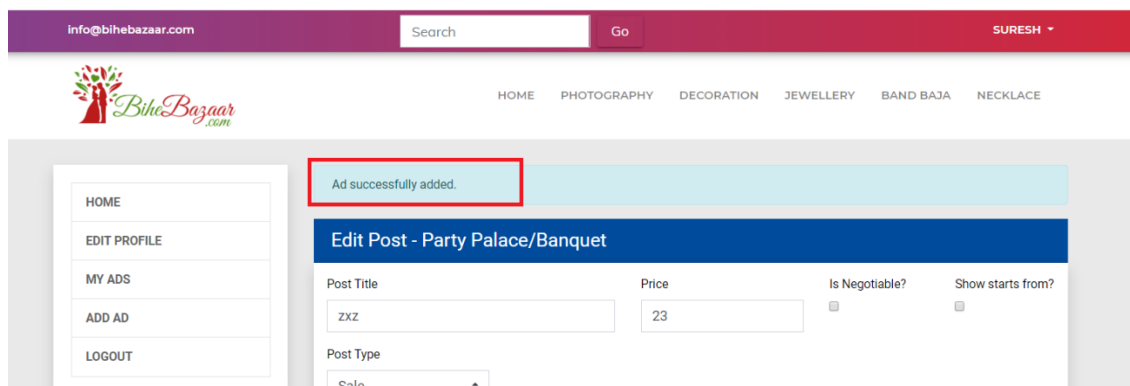 info@bihebazaar.com
Search
Go
SURESH
BiheBazaar
.com
HOME PHOTOGRAPHY DECORATION JEWELLERY BAND BAJA NECKLACE
HOME
EDIT PROFILE
MY ADS
ADD AD
LOGOUT
Ad successfully added.
Edit Post - Party Palace/Banquet
Post Title
Price
Is Negotiable?
Show starts from?
zxz
23
Post Type
Sale